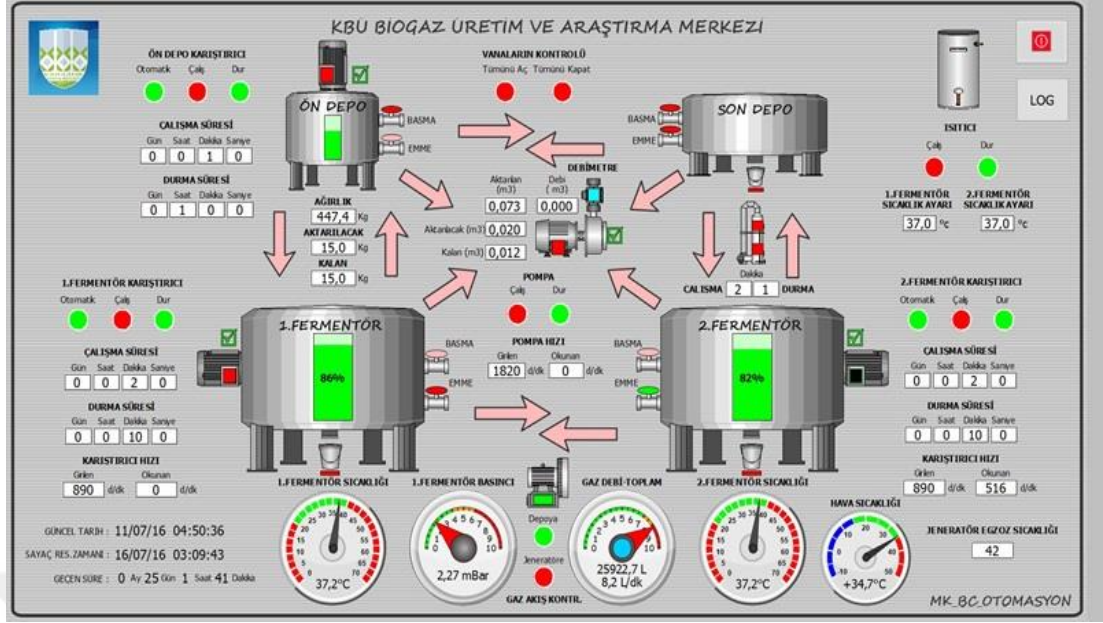 KBÜ BİOGAZ ÜRETİM VE ARAŞTIRMA MERKEZİ
ÖN DEPO KARIŞTIRICI
Otomatik Çalış Dur
ÇALIŞMA SÜRESİ
Gün Saat Dakika Saniye
0 0 1 0
DURMA SÜRESİ
Gün Saat Dakika Saniye
0 1 0 0
ÖN DEPO
BASMA
EMME
AĞIRLIK
447,4 Kg
AKTARILACAK
15,0 Kg
KALAN
15,0 Kg
VANALARIN KONTROLÜ
Tümünü Aç Tümünü Kapat
DEBİMETRE
Aktarılan (m3) Debi ( m3)
0,073 0,000
Aktarılacak (m3) 0,020
Kalan (m3) 0,012
POMPA
Çalış Dur
POMPA HIZI
Girilen Okunan
1820 d/dk 0 d/dk
SON DEPO
BASMA
EMME
Dakika
CALISMA 2 1 DURMA
LOG
ISITICI
Çalış Dur
1.FERMENTÖR SICAKLIK AYARI
37,0 ºc
2.FERMENTÖR SICAKLIK AYARI
37,0 ºc
1.FERMENTÖR KARIŞTIRICI
Otomatik Çalış Dur
ÇALIŞMA SÜRESİ
Gün Saat Dakika Saniye
0 0 2 0
DURMA SÜRESİ
Gün Saat Dakika Saniye
0 0 10 0
KARISTIRICI HIZI
Girilen Okunan
890 d/dk 0 d/dk
1.FERMENTÖR
86%
BASMA
EMME
2.FERMENTÖR
82%
BASMA
EMME
2.FERMENTÖR KARIŞTIRICI
Otomatik Çalış Dur
ÇALIŞMA SÜRESİ
Gün Saat Dakika Saniye
0 0 2 0
DURMA SÜRESİ
Gün Saat Dakika Saniye
0 0 10 0
KARIŞTIRICI HIZI
Girilen Okunan
890 d/dk 516 d/dk
GÜNCEL TARİH : 11/07/16 04:50:36
SAYAÇ RES.ZAMANI : 16/07/16 03:09:43
GEÇEN SÜRE : 0 Ay 25 Gün 1 Saat 41 Dakika
1.FERMENTÖR SICAKLIĞI
37,2°C
1.FERMENTÖR BASINCI
2,27 mBar
Depoya
Jeneratöre
GAZ AKIŞ KONTR.
GAZ DEBİ-TOPLAM
25922,7 L
8,2 L/dk
2.FERMENTÖR SICAKLIĞI
37,2°C
HAVA SICAKLIĞI
+34,7°C
JENERATÖR EGZOZ SICAKLIĞI
42
MK_BC_OTOMASYON